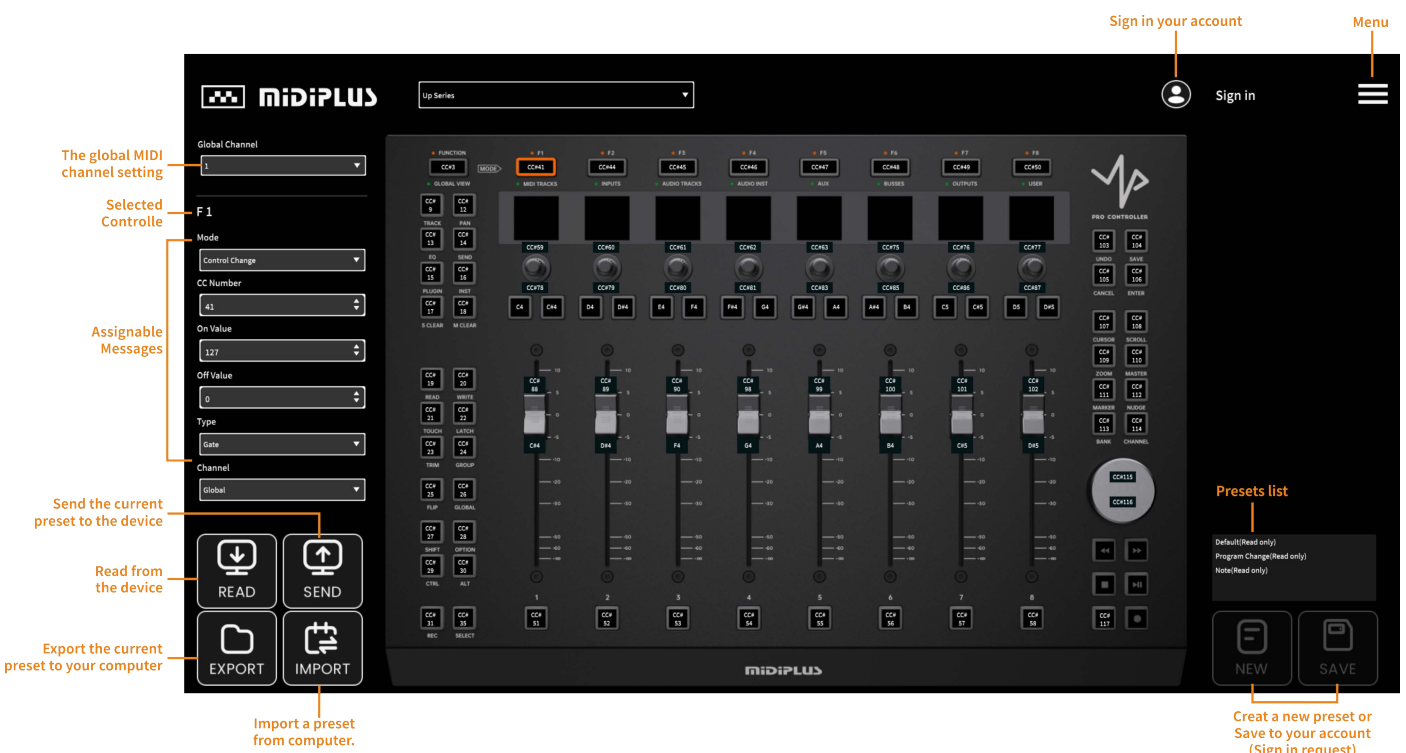 Sign in your account
Menu
MIDIPLUS
Up Series
Sign in
Global Channel
1
The global MIDI
channel setting
Selected
Controlle
F 1
Mode
Control Change
CC Number
41
On Value
127
Off Value
0
Type
Gate
Channel
Global
Assignable
Messages
Send the current
preset to the device
Read from
the device
READ
SEND
Export the current
preset to your computer
EXPORT
IMPORT
Import a preset
from computer.
FUNCTION
F1
F2
F3
F4
F5
F6
F7
F8
CC#3
MODE
CC#41
CC#44
CC#45
CC#46
CC#47
CC#48
CC#49
CC#50
GLOBAL VIEW
MIDI TRACKS
INPUTS
AUDIO TRACKS
AUDIO INST
AUX
BUSSES
OUTPUTS
USER
CC# 9
CC# 12
TRACK
PAN
CC# 13
CC# 14
EQ
SEND
CC# 15
CC# 16
PLUGIN
INST
CC# 17
CC# 18
S CLEAR
M CLEAR
CC# 19
CC# 20
READ
WRITE
CC# 21
CC# 22
TOUCH
LATCH
CC# 23
CC# 24
TRIM
GROUP
CC# 25
CC# 26
FLIP
GLOBAL
CC# 27
CC# 28
SHIFT
OPTION
CC# 29
CC# 30
CTRL
ALT
CC# 31
CC# 35
REC
SELECT
CC#59
CC#60
CC#61
CC#62
CC#63
CC#75
CC#76
CC#77
CC#78
CC#79
CC#80
CC#81
CC#83
CC#85
CC#86
CC#87
C4
C#4
D4
D#4
E4
F4
F#4
G4
G#4
A4
A#4
B4
C5
C#5
D5
D#5
CC# 88
CC# 89
CC# 90
CC# 98
CC# 99
CC# 100
CC# 101
CC# 102
10
5
0
-5
-10
-20
-30
-50
-60
-∞
C#4
D#4
F4
G4
A4
B4
C#5
D#5
1
2
3
4
5
6
7
8
CC# 51
CC# 52
CC# 53
CC# 54
CC# 55
CC# 56
CC# 57
CC# 58
MIDIPLUS
UP
PRO CONTROLLER
CC# 103
CC# 104
UNDO
SAVE
CC# 105
CC# 106
CANCEL
ENTER
CC# 107
CC# 108
CURSOR
SCROLL
CC# 109
CC# 110
ZOOM
MASTER
CC# 111
CC# 112
MARKER
NUDGE
CC# 113
CC# 114
BANK
CHANNEL
CC#115
CC#116
CC# 117
Presets list
Default(Read only)
Program Change(Read only)
Note(Read only)
NEW
SAVE
Creat a new preset or
Save to your account
(Sign in request)